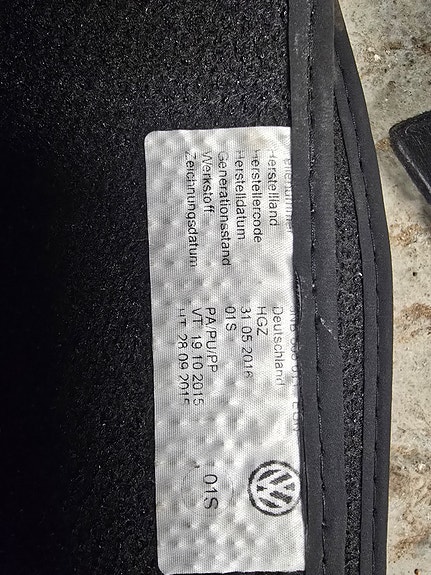 Herstellland Deutschland
Herstellercode HGZ
Herstelldatum 31 05 2016
Generationsstand 01S
Werkstoff PA/PU/PP
Zeichnungsdatum VT 19 10 2015
HT 28 09 2015
01S